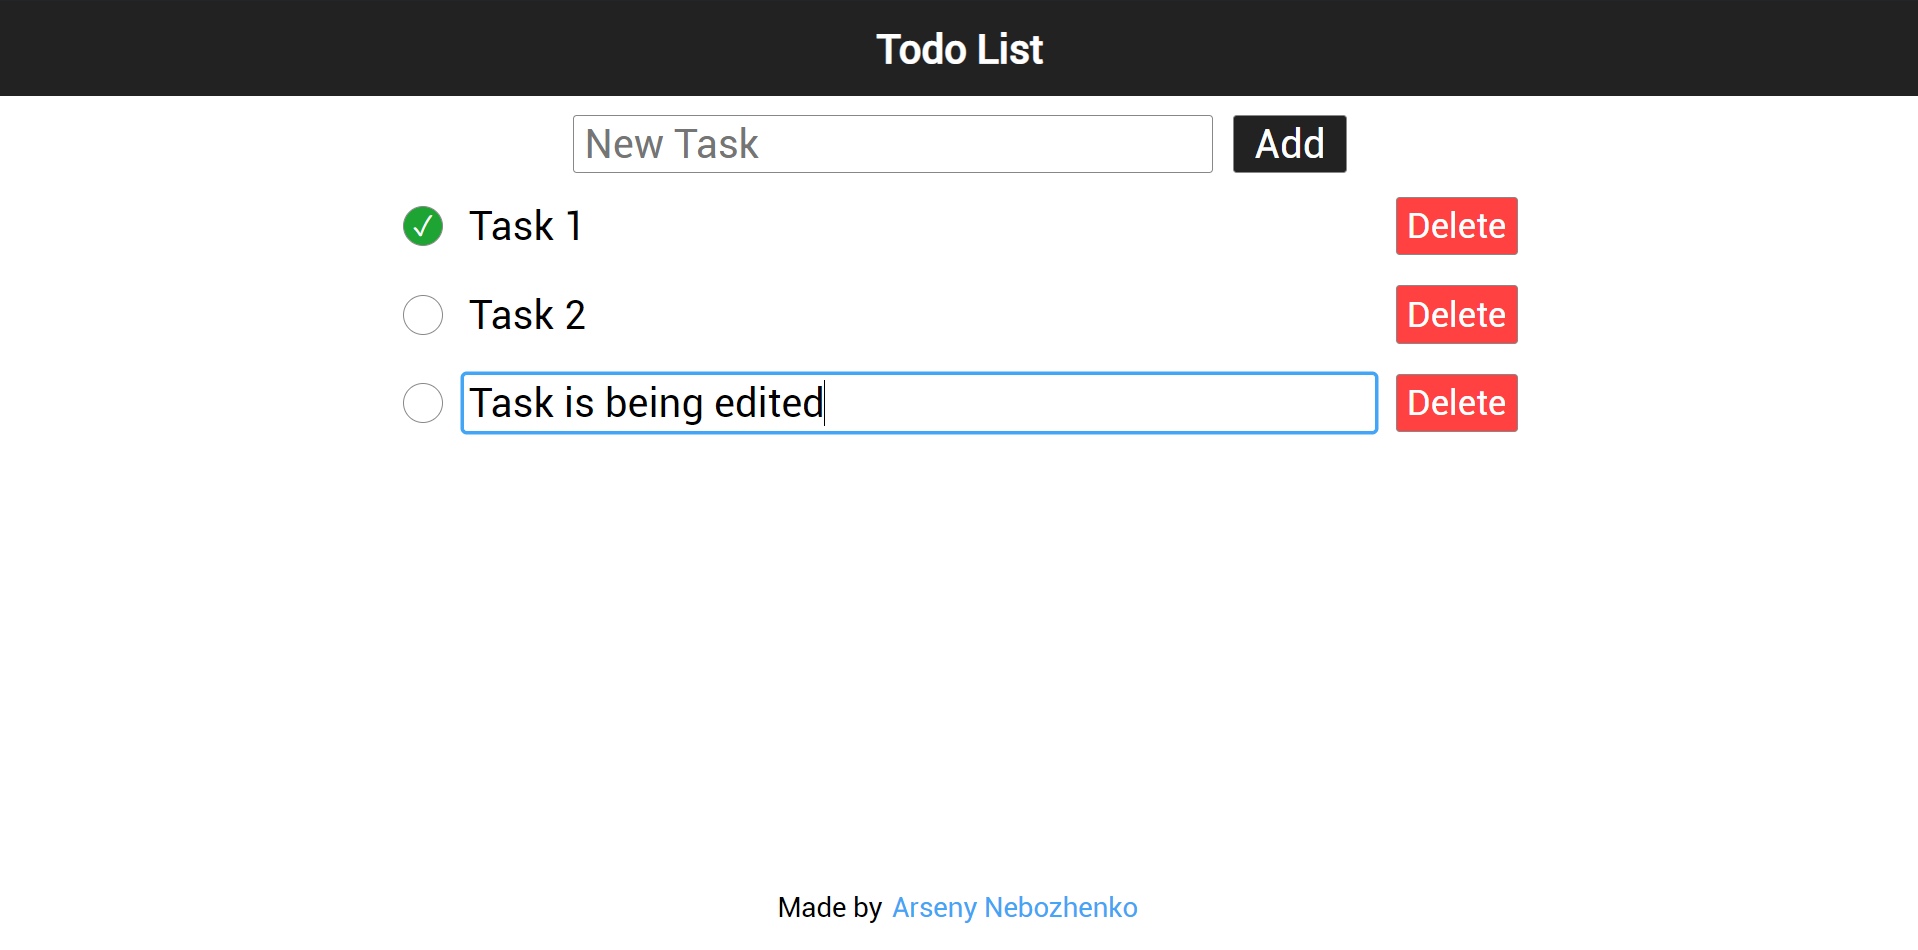 Todo List
New Task Add
Task 1 Delete
Task 2 Delete
Task is being edited Delete
Made by Arseny Nebozhenko